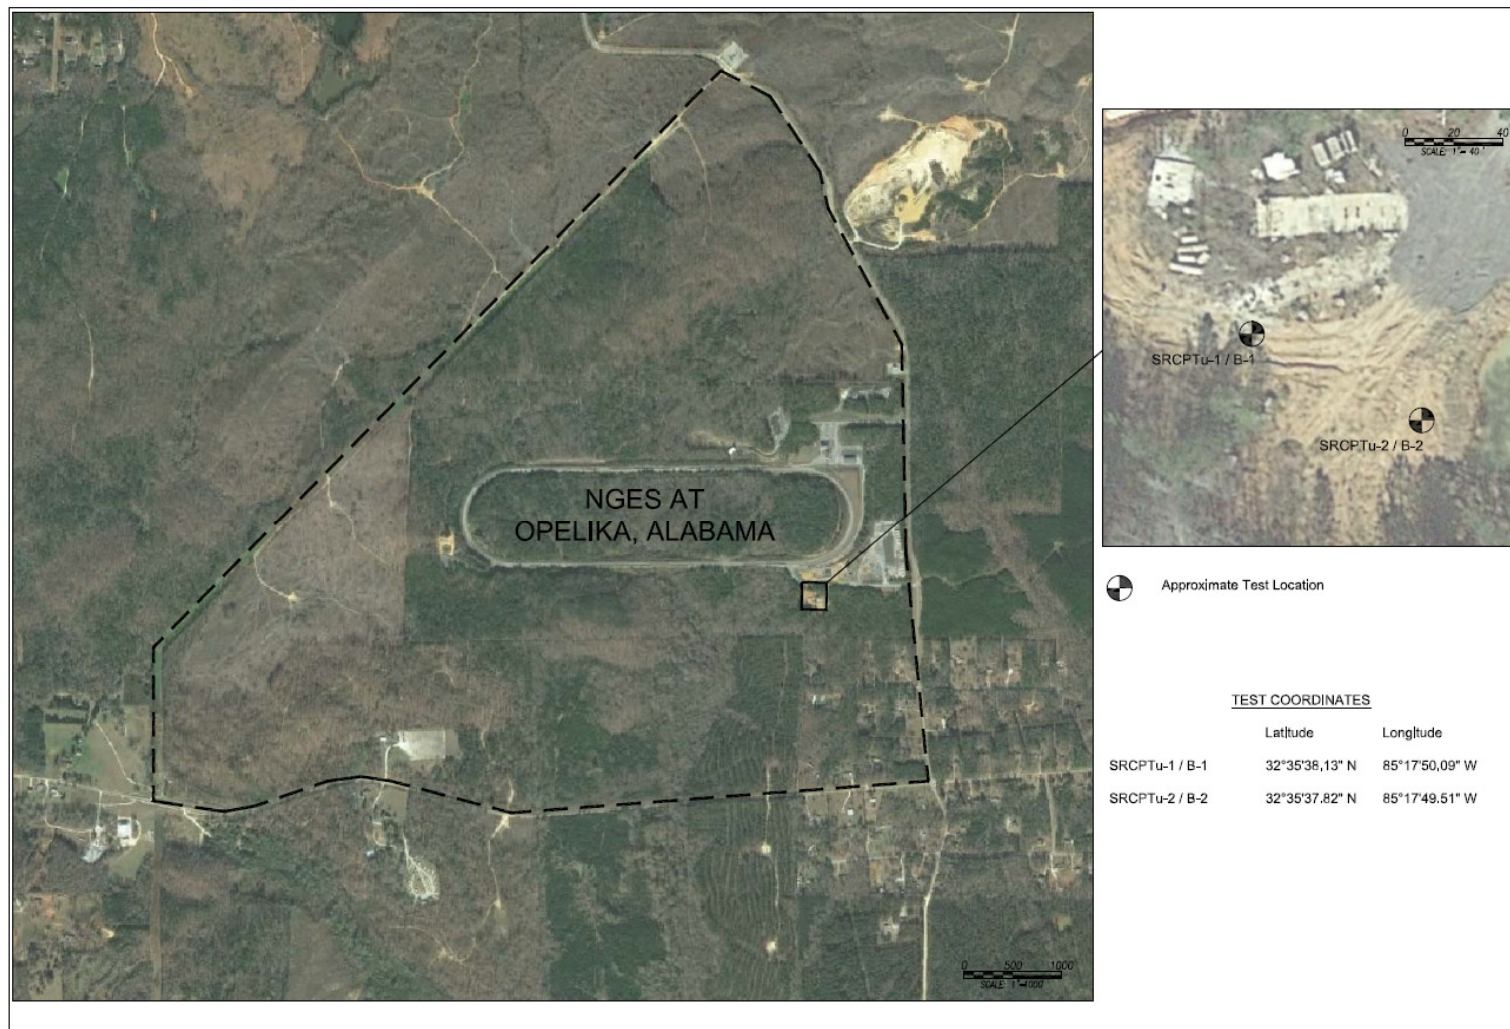 NGES AT
OPELIKA, ALABAMA
0 500 1000
SCALE: 1"=1000'
0 20 40
SCALE: 1"= 40'
SRCPTu-1 / B-1
SRCPTu-2 / B-2
Approximate Test Location
TEST COORDINATES
Latitude Longitude
SRCPTu-1 / B-1 32°35'38,13" N 85°17'50,09" W
SRCPTu-2 / B-2 32°35'37.82" N 85°17'49.51" W